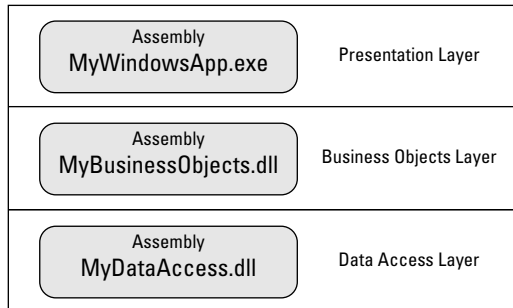 Assembly
MyWindowsApp.exe
Presentation Layer
Assembly
MyBusinessObjects.dll
Business Objects Layer
Assembly
MyDataAccess.dll
Data Access Layer